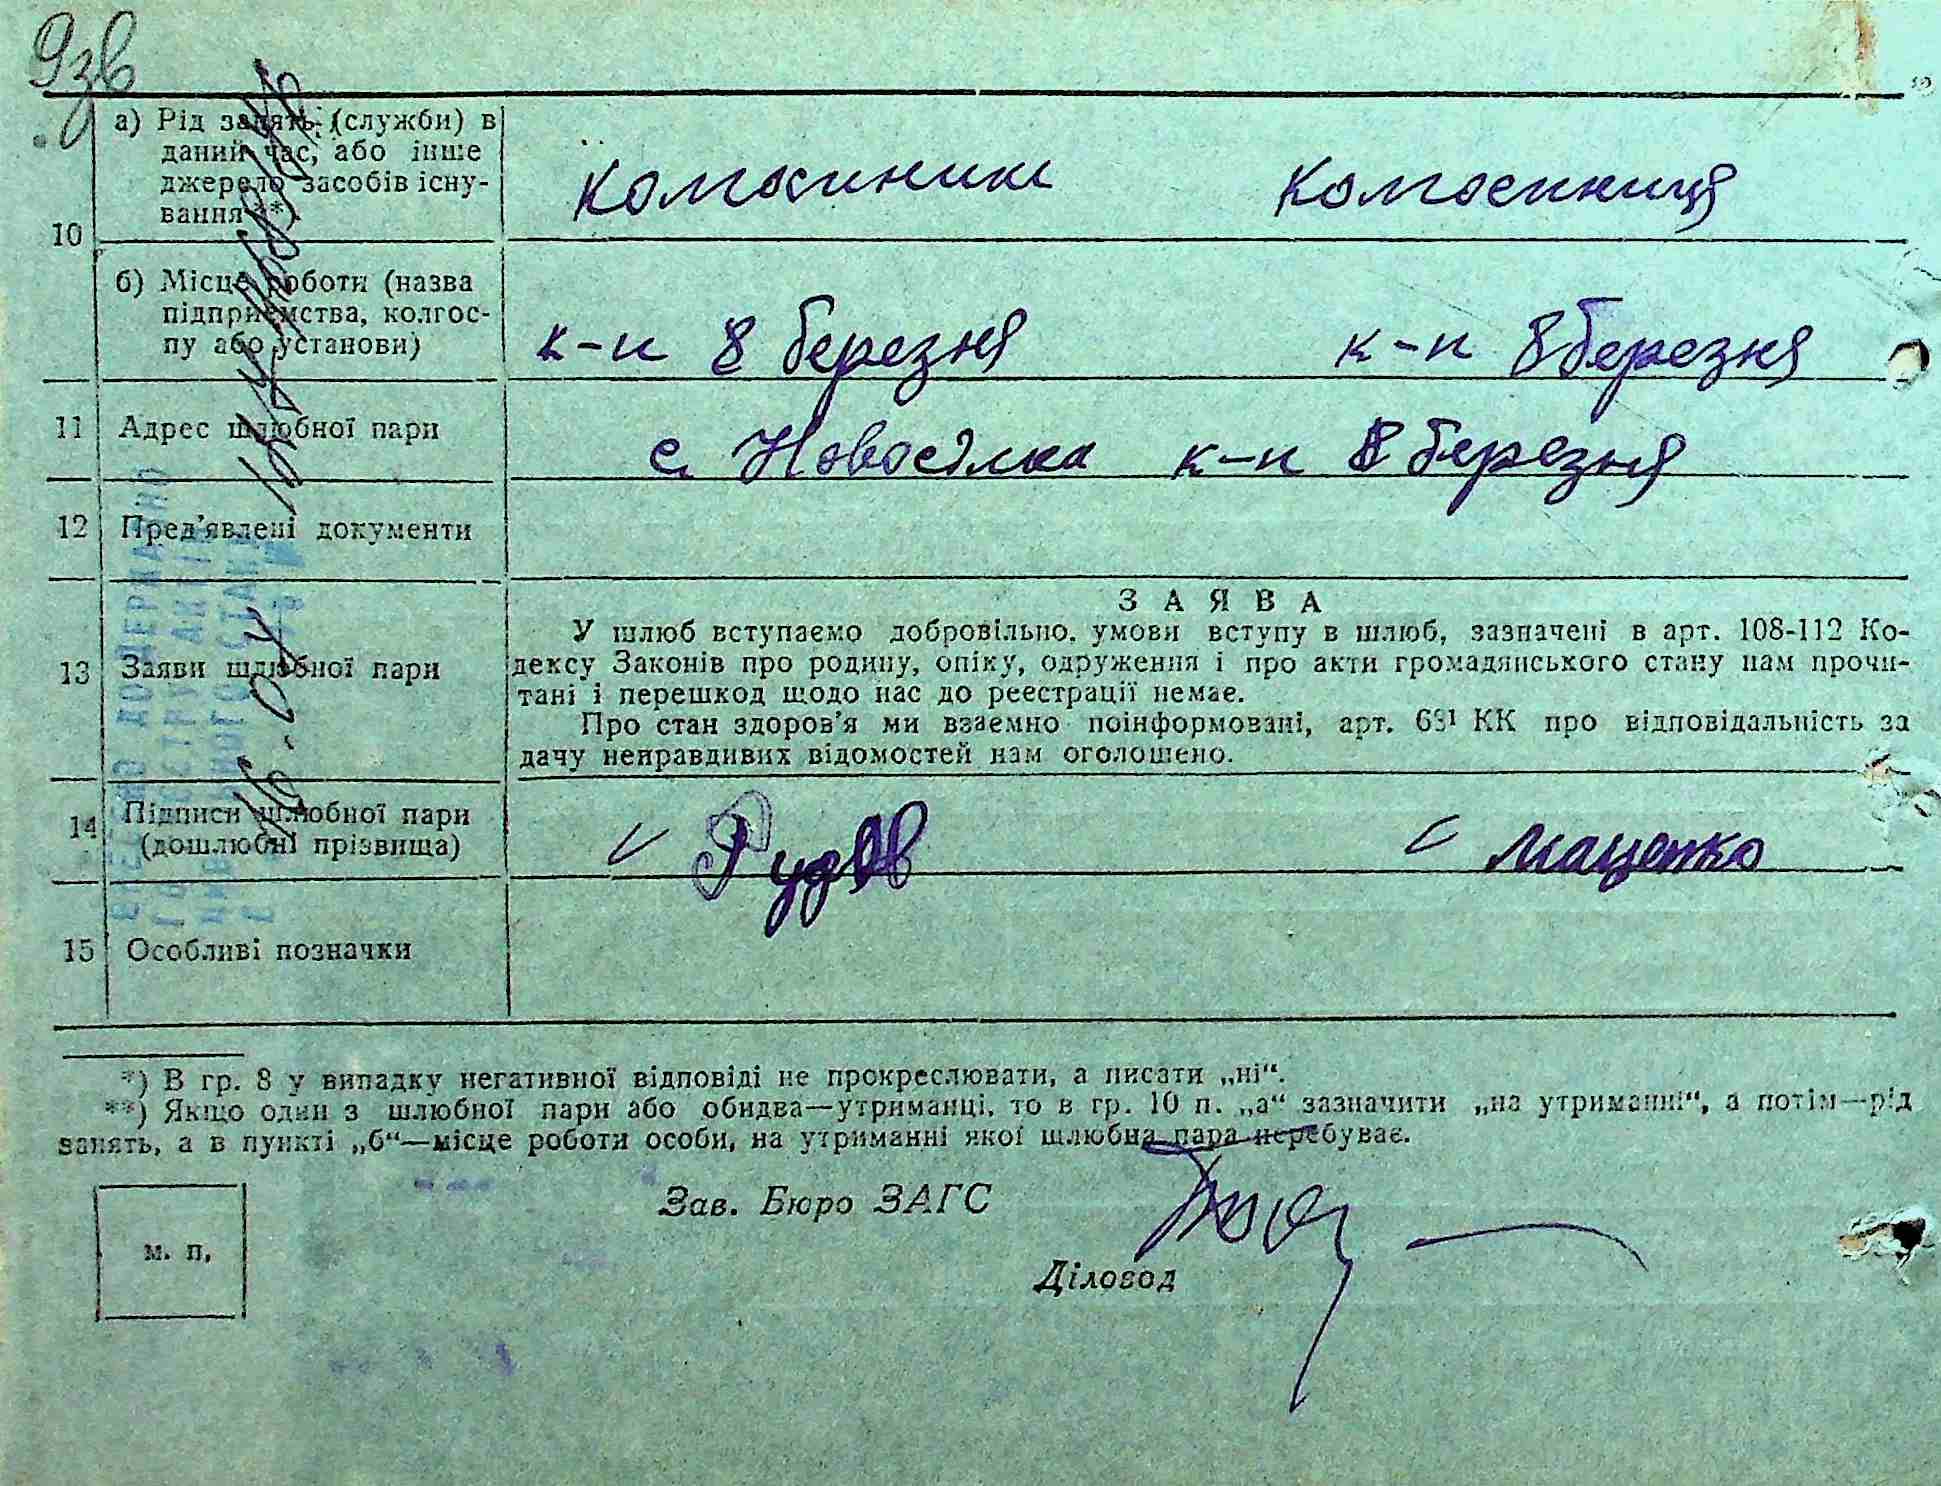 9зв
10
а) Рід занять (служби) в
даний час, або інше
джерело засобів існу-
вання **)
колгоспник колгоспниця
б) Місце роботи (назва
підприємства, колгос-
пу або установи)
к-п 8 березня к-п 8 березня
11 Адрес шлюбної пари
с. Новосілка к-п 8 березня
12 Пред'явлені документи
З А Я В А
13 Заяви шлюбної пари
У шлюб вступаємо добровільно, умови вступу в шлюб, зазначені в арт. 108-112 Ко-
дексу Законів про родину, опіку, одруження і про акти громадянського стану нам прочи-
тані і перешкод щодо нас до реєстрації немає.
Про стан здоров'я ми взаємно поінформовані, арт. 68¹ КК про відповідальність за
дачу неправдивих відомостей нам оголошено.
14 Підписи шлюбної пари
(дошлюбні прізвища)
Мащенко
15 Особливі позначки
*) В гр. 8 у випадку негативної відповіді не прокреслювати, а писати „ні“.
**) Якщо один з шлюбної пари або обидва—утриманці, то в гр. 10 п. „а“ зазначити „на утриманні“, а потім—рід
занять, а в пункті „б“—місце роботи особи, на утриманні якої шлюбна пара перебуває.
Зав. Бюро ЗАГС
м. п.
Діловод